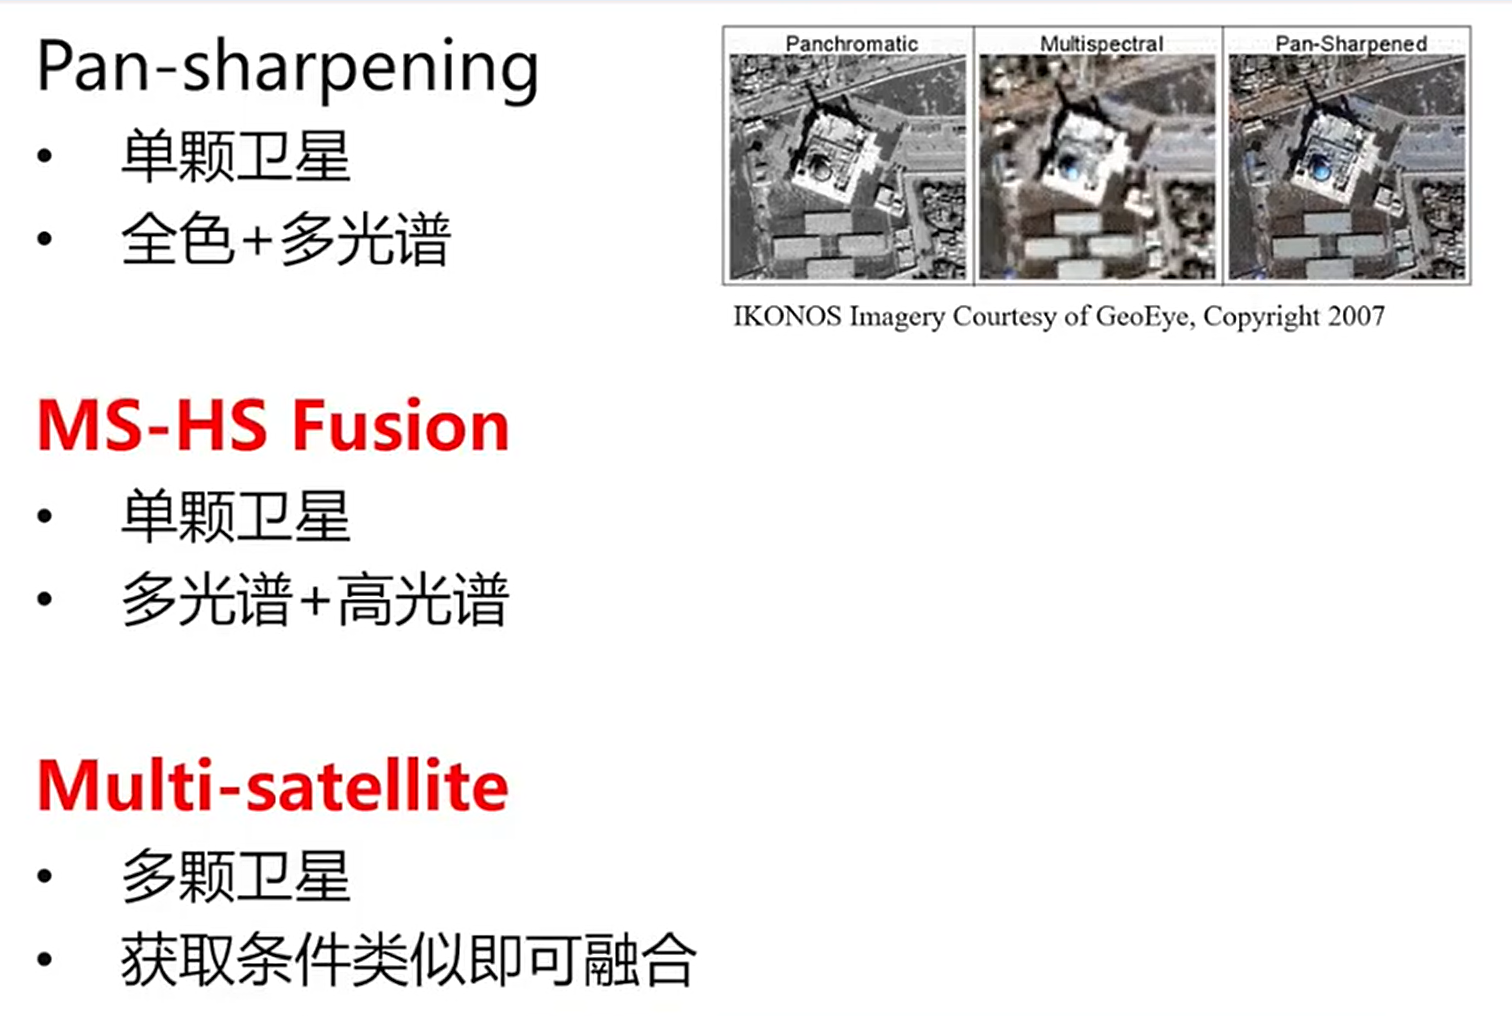 Pan-sharpening
• 单颗卫星
• 全色+多光谱
Panchromatic
Multispectral
Pan-Sharpened
IKONOS Imagery Courtesy of GeoEye, Copyright 2007
MS-HS Fusion
• 单颗卫星
• 多光谱+高光谱
Multi-satellite
• 多颗卫星
• 获取条件类似即可融合